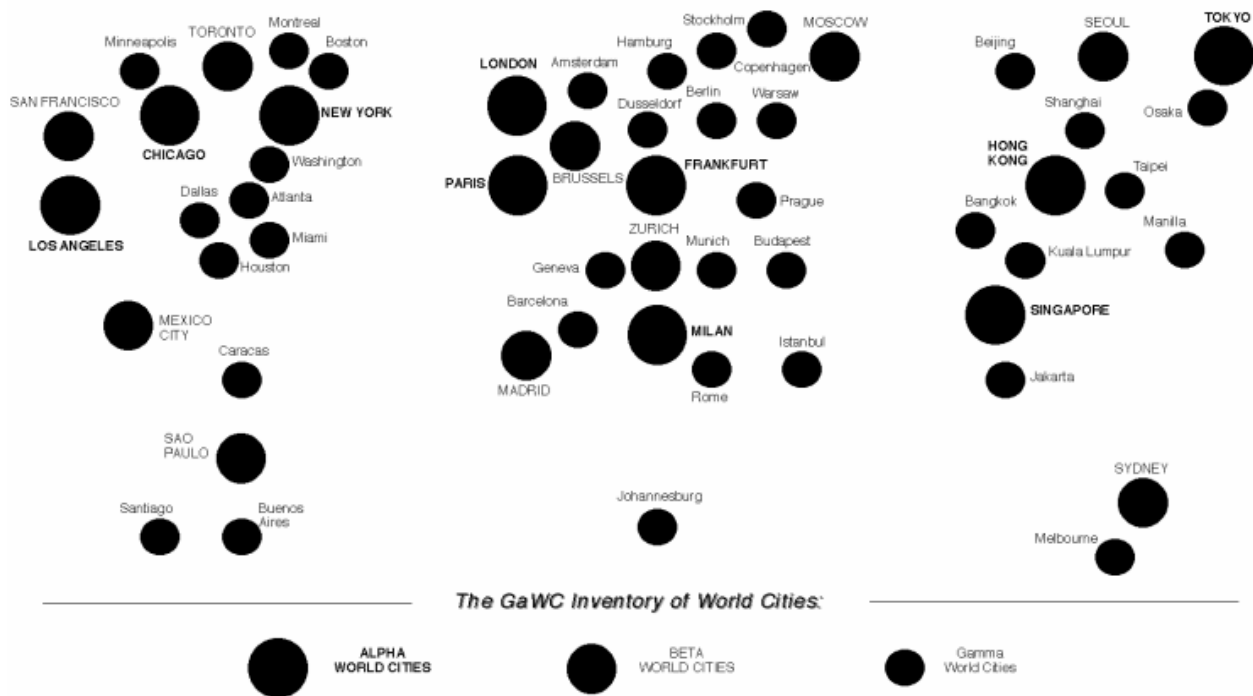 Montreal
TORONTO
Minneapolis
Boston
SAN FRANCISCO
NEW YORK
CHICAGO
Washington
Dallas
Atlanta
LOS ANGELES
Miami
Houston
MEXICO
CITY
Caracas
SAO
PAULO
Santiago
Buenos
Aires
Stockholm
MOSCOW
Hamburg
LONDON
Amsterdam
Copenhagen
Berlin
Warsaw
Dusseldorf
FRANKFURT
PARIS
BRUSSELS
Prague
ZURICH
Munich
Budapest
Geneva
Barcelona
MILAN
Istanbul
MADRID
Rome
Johannesburg
SEOUL
TOKYO
Beijing
Shanghai
Osaka
HONG
KONG
Taipei
Bangkok
Manilla
Kuala Lumpur
SINGAPORE
Jakarta
SYDNEY
Melbourne
The GaWC Inventory of World Cities:
ALPHA
WORLD CITIES
BETA
WORLD CITIES
Gamma
World Cities